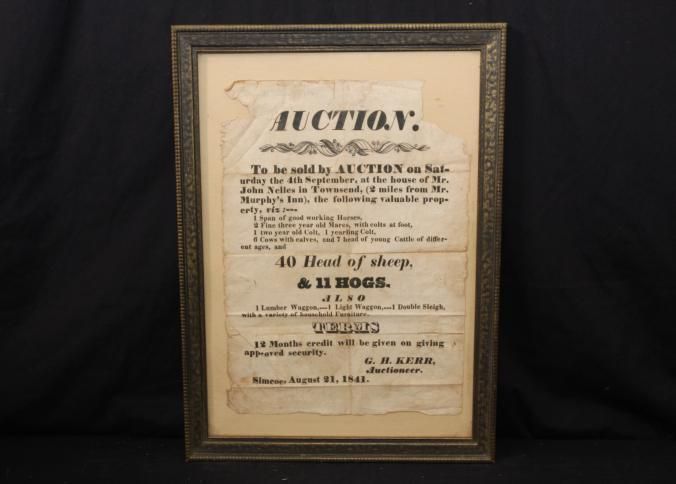 AUCTION.
To be sold by AUCTION on Sat-
urday the 4th September, at the house of Mr.
John Nelles in Townsend, (2 miles from Mr.
Murphy's Inn), the following valuable prop-
erty, viz :---
1 Span of good working Horses,
2 Fine three year old Mares, with colts at foot,
1 two year old Colt, 1 yearling Colt,
6 Cows with calves, and 7 head of young Cattle of differ-
ent ages, and
40 Head of sheep,
& 11 HOGS.
ALSO
1 Lumber Waggon,---1 Light Waggon,---1 Double Sleigh,
with a variety of household Furniture.
TERMS
12 Months credit will be given on giving
approved security.
G. H. KERR,
Auctioneer.
Simcoe, August 21, 1841.